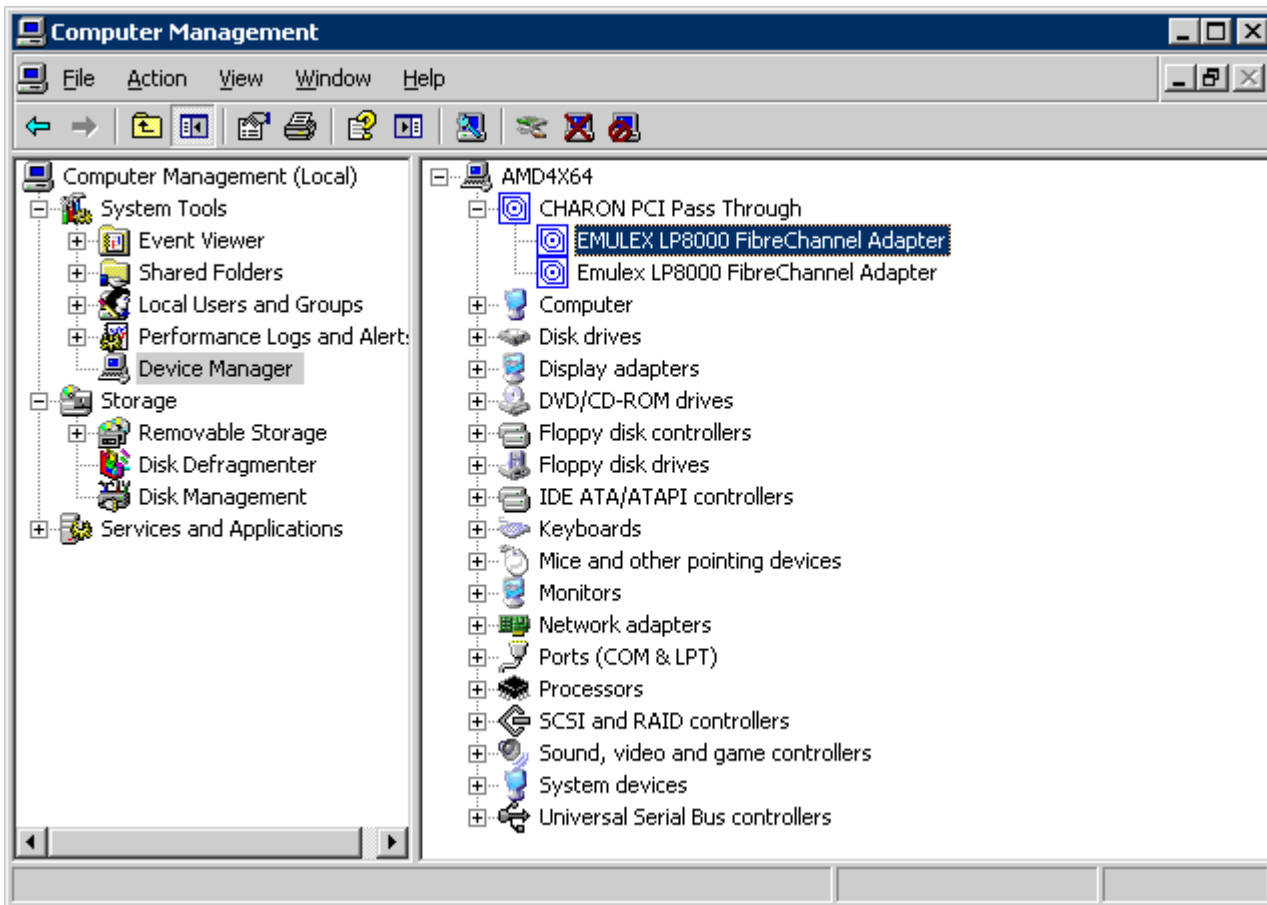 Computer Management
File Action View Window Help
Computer Management (Local)
System Tools
Event Viewer
Shared Folders
Local Users and Groups
Performance Logs and Alert
Device Manager
Storage
Removable Storage
Disk Defragmenter
Disk Management
Services and Applications
AMD4X64
CHARON PCI Pass Through
EMULEX LP8000 FibreChannel Adapter
Emulex LP8000 FibreChannel Adapter
Computer
Disk drives
Display adapters
DVD/CD-ROM drives
Floppy disk controllers
Floppy disk drives
IDE ATA/ATAPI controllers
Keyboards
Mice and other pointing devices
Monitors
Network adapters
Ports (COM & LPT)
Processors
SCSI and RAID controllers
Sound, video and game controllers
System devices
Universal Serial Bus controllers